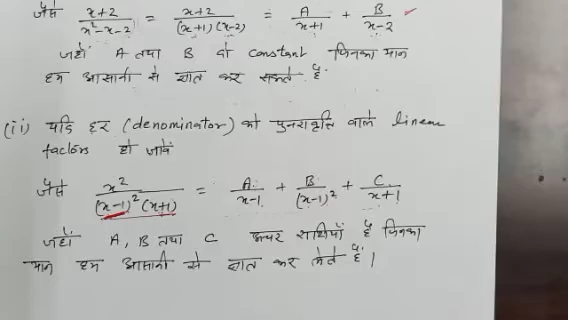 जैसे (x+2)/(x²-x-2) = (x+2)/((x+1)(x-2)) = A/(x+1) + B/(x-2)
जहाँ A तथा B दो constant जिनका मान
हम आसानी से ज्ञात कर सकते हैं.
(ii) यदि हर (denominator) को पुनरावृत्ति वाले linear
factors हो जावें
जैसे x²/((x-1)²(x+1)) = A/(x-1) + B/(x-1)² + C/(x+1)
जहाँ A, B तथा C अचर राशियाँ हैं जिनका
मान हम आसानी से ज्ञात कर लेते हैं।